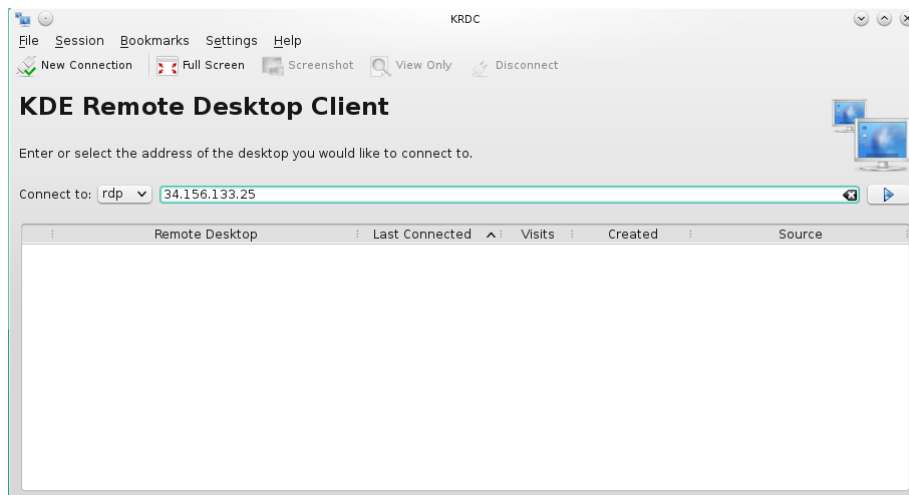 KRDC
File Session Bookmarks Settings Help
New Connection Full Screen Screenshot View Only Disconnect
KDE Remote Desktop Client
Enter or select the address of the desktop you would like to connect to.
Connect to: rdp 34.156.133.25
Remote Desktop Last Connected Visits Created Source